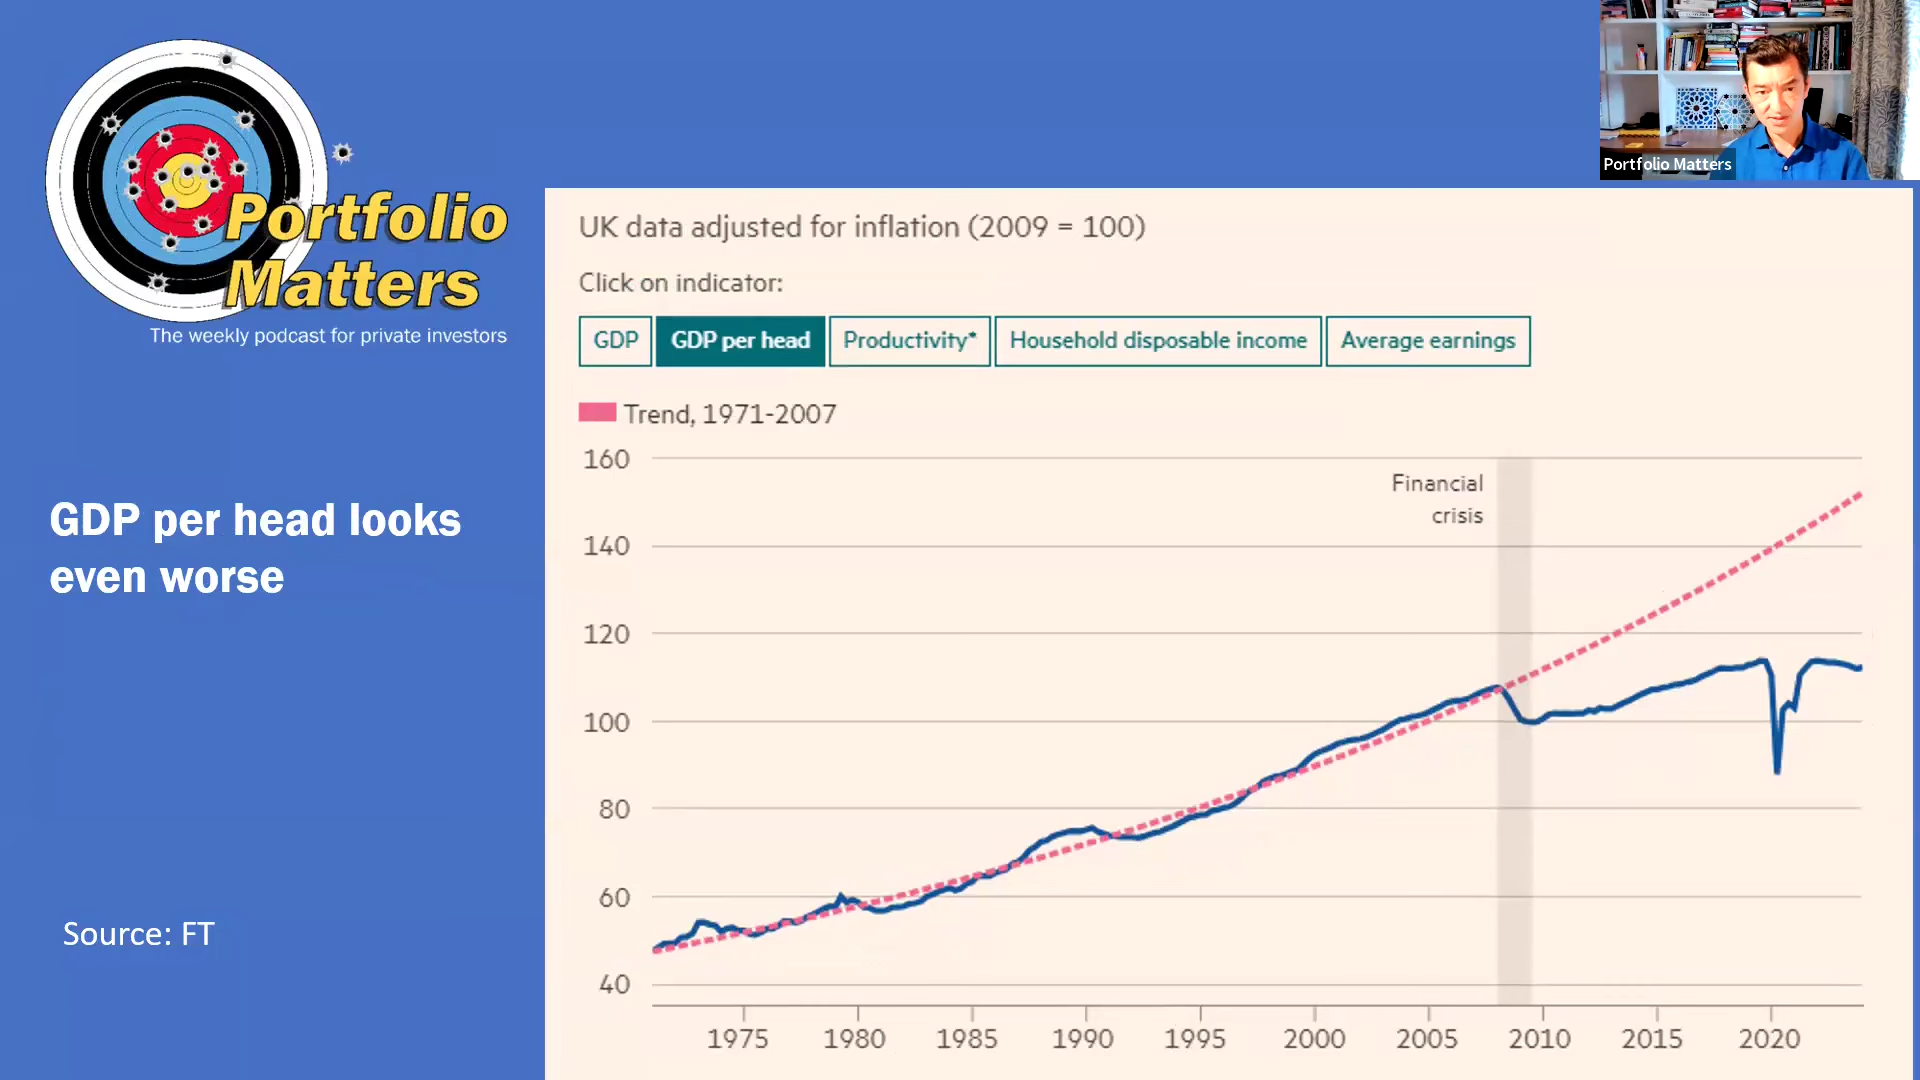 Portfolio
Matters
The weekly podcast for private investors
Portfolio Matters
GDP per head looks
even worse
Source: FT
UK data adjusted for inflation (2009 = 100)
Click on indicator:
GDP
GDP per head
Productivity*
Household disposable income
Average earnings
Trend, 1971-2007
160
140
120
100
80
60
40
Financial
crisis
1975
1980
1985
1990
1995
2000
2005
2010
2015
2020